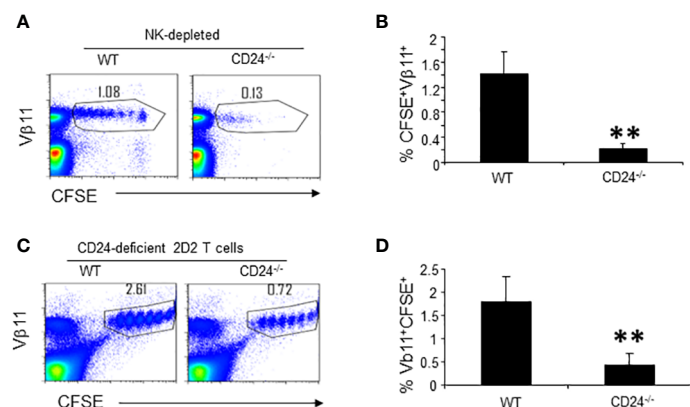 A
NK-depleted
WT
CD24-/-
1.08
0.13
Vβ11
CFSE
B
% CFSE+Vβ11+
2
1.6
1.2
0.8
0.4
0
**
WT
CD24-/-
C
CD24-deficient 2D2 T cells
WT
CD24-/-
2.61
0.72
Vβ11
CFSE
D
% Vb11+CFSE+
2.5
2
1.5
1
0.5
0
**
WT
CD24-/-